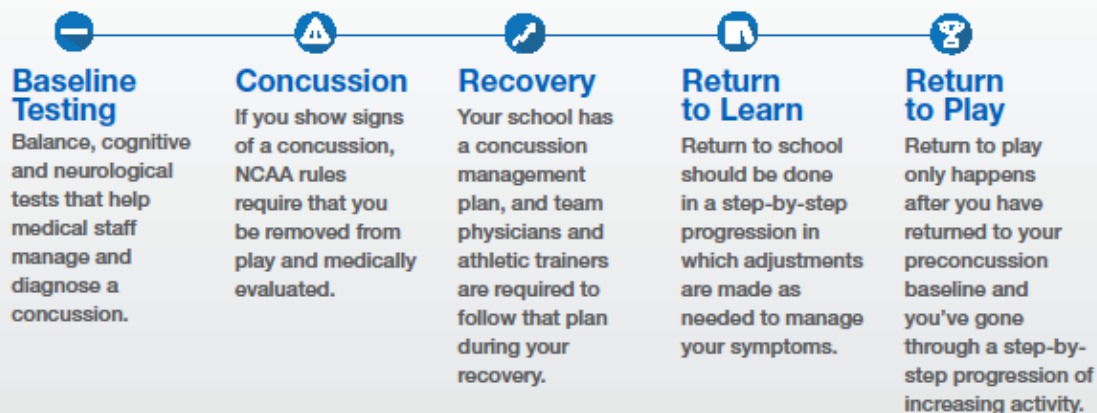 Baseline
Testing
Balance, cognitive
and neurological
tests that help
medical staff
manage and
diagnose a
concussion.
Concussion
If you show signs
of a concussion,
NCAA rules
require that you
be removed from
play and medically
evaluated.
Recovery
Your school has
a concussion
management
plan, and team
physicians and
athletic trainers
are required to
follow that plan
during your
recovery.
Return
to Learn
Return to school
should be done
in a step-by-step
progression in
which adjustments
are made as
needed to manage
your symptoms.
Return
to Play
Return to play
only happens
after you have
returned to your
preconcussion
baseline and
you've gone
through a step-by-
step progression of
increasing activity.